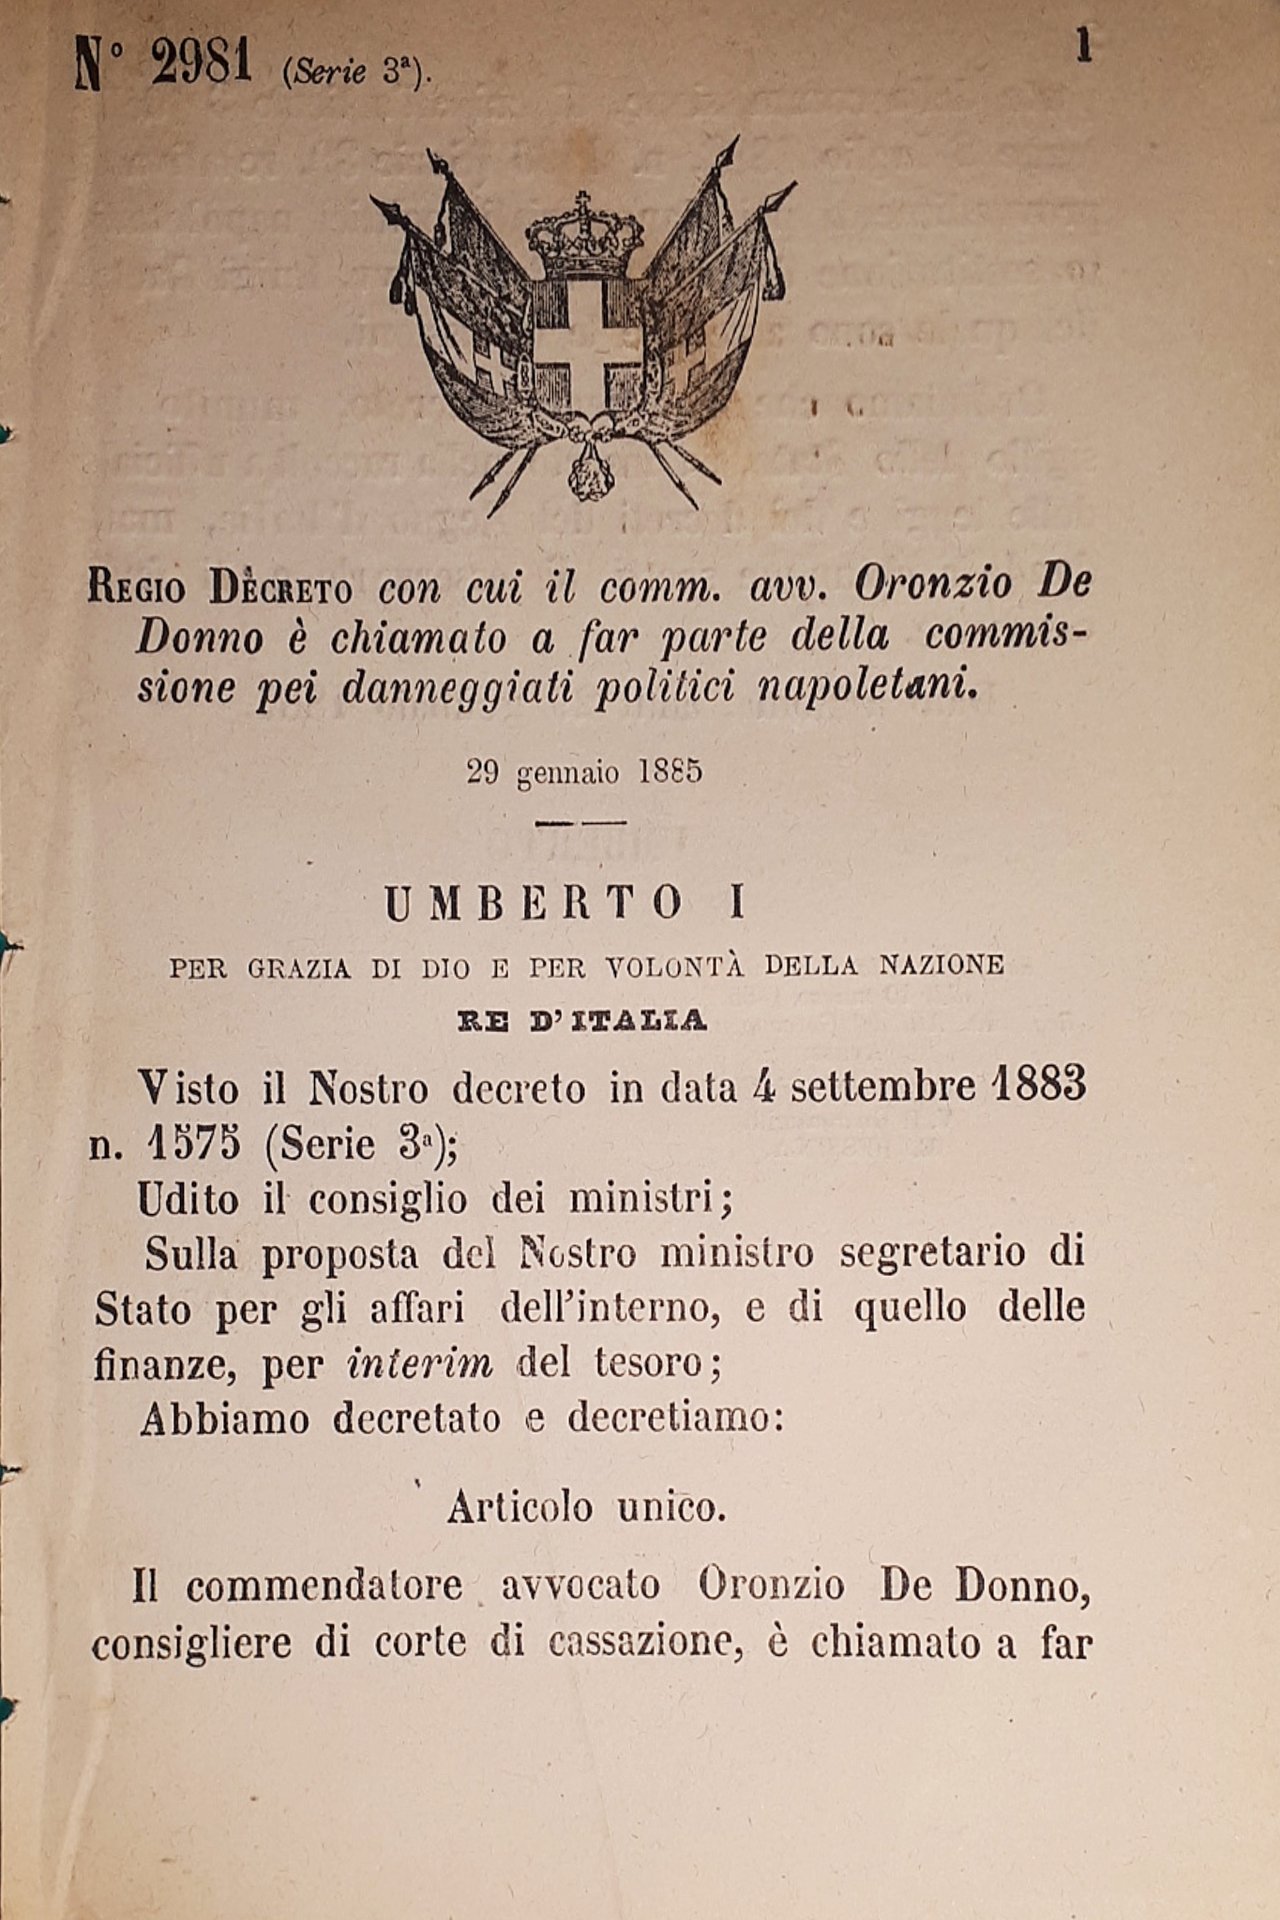 N° 2981 (Serie 3ª). 1
REGIO DECRETO con cui il comm. avv. Oronzio De
Donno è chiamato a far parte della commis-
sione pei danneggiati politici napoletani.
29 gennaio 1885
UMBERTO I
PER GRAZIA DI DIO E PER VOLONTÀ DELLA NAZIONE
RE D'ITALIA
Visto il Nostro decreto in data 4 settembre 1883
n. 1575 (Serie 3ª);
Udito il consiglio dei ministri;
Sulla proposta del Nostro ministro segretario di
Stato per gli affari dell'interno, e di quello delle
finanze, per interim del tesoro;
Abbiamo decretato e decretiamo:
Articolo unico.
Il commendatore avvocato Oronzio De Donno,
consigliere di corte di cassazione, è chiamato a far